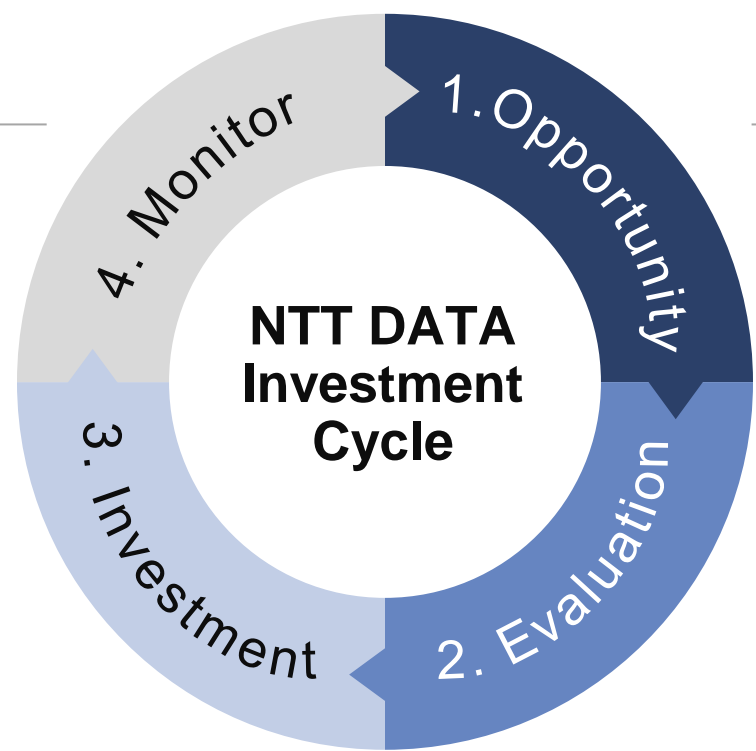 1.Opportunity
2. Evaluation
3. Investment
4. Monitor
NTT DATA
Investment
Cycle